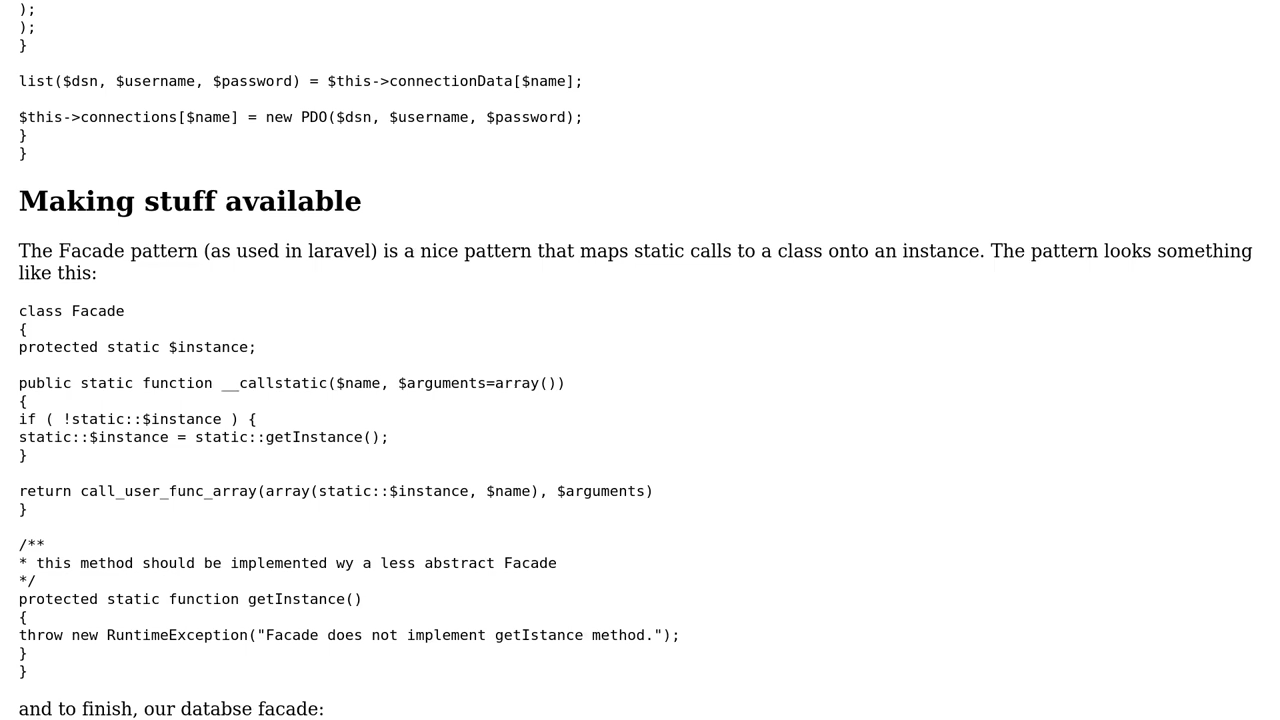 );
);
}
list($dsn, $username, $password) = $this->connectionData[$name];
$this->connections[$name] = new PDO($dsn, $username, $password);
}
}
Making stuff available
The Facade pattern (as used in laravel) is a nice pattern that maps static calls to a class onto an instance. The pattern looks something
like this:
class Facade
{
protected static $instance;
public static function __callstatic($name, $arguments=array())
{
if ( !static::$instance ) {
static::$instance = static::getInstance();
}
return call_user_func_array(array(static::$instance, $name), $arguments)
}
/**
* this method should be implemented wy a less abstract Facade
*/
protected static function getInstance()
{
throw new RuntimeException("Facade does not implement getIstance method.");
}
}
and to finish, our databse facade: